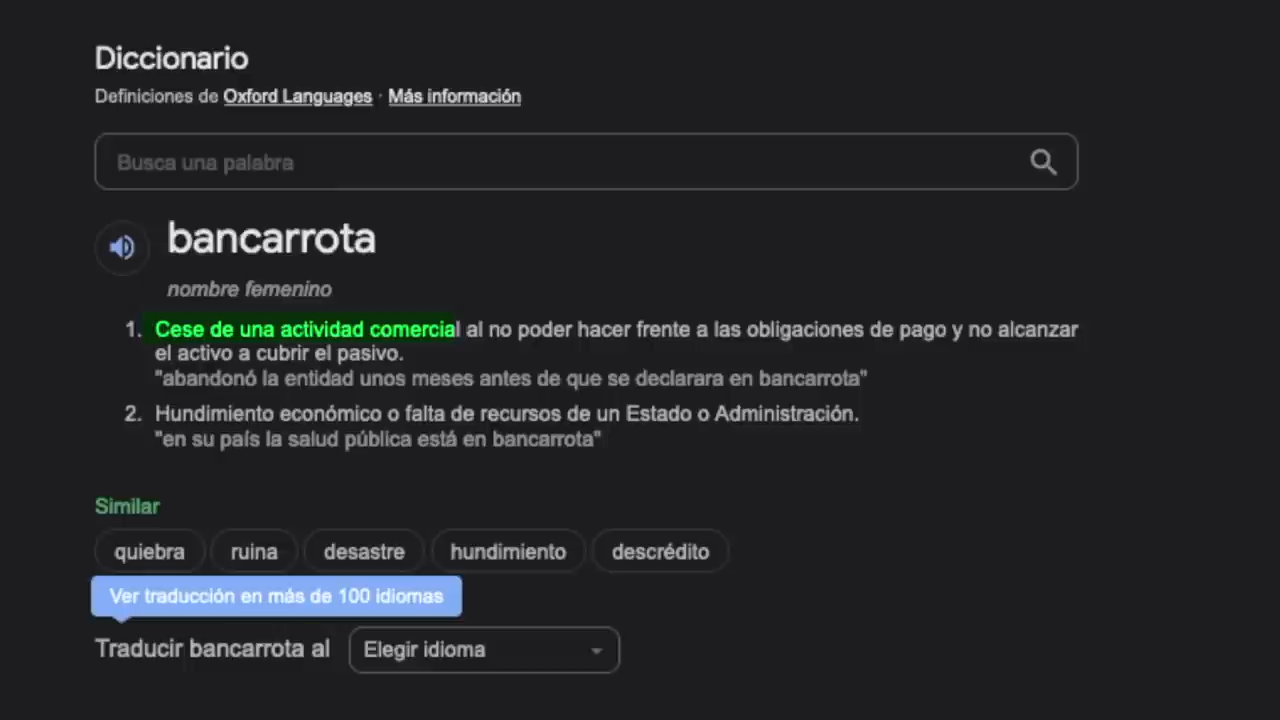 Diccionario
Definiciones de Oxford Languages · Más información
Busca una palabra
bancarrota
nombre femenino
1. Cese de una actividad comercial al no poder hacer frente a las obligaciones de pago y no alcanzar
el activo a cubrir el pasivo.
"abandonó la entidad unos meses antes de que se declarara en bancarrota"
2. Hundimiento económico o falta de recursos de un Estado o Administración.
"en su país la salud pública está en bancarrota"
Similar
quiebra ruina desastre hundimiento descrédito
Ver traducción en más de 100 idiomas
Traducir bancarrota al Elegir idioma